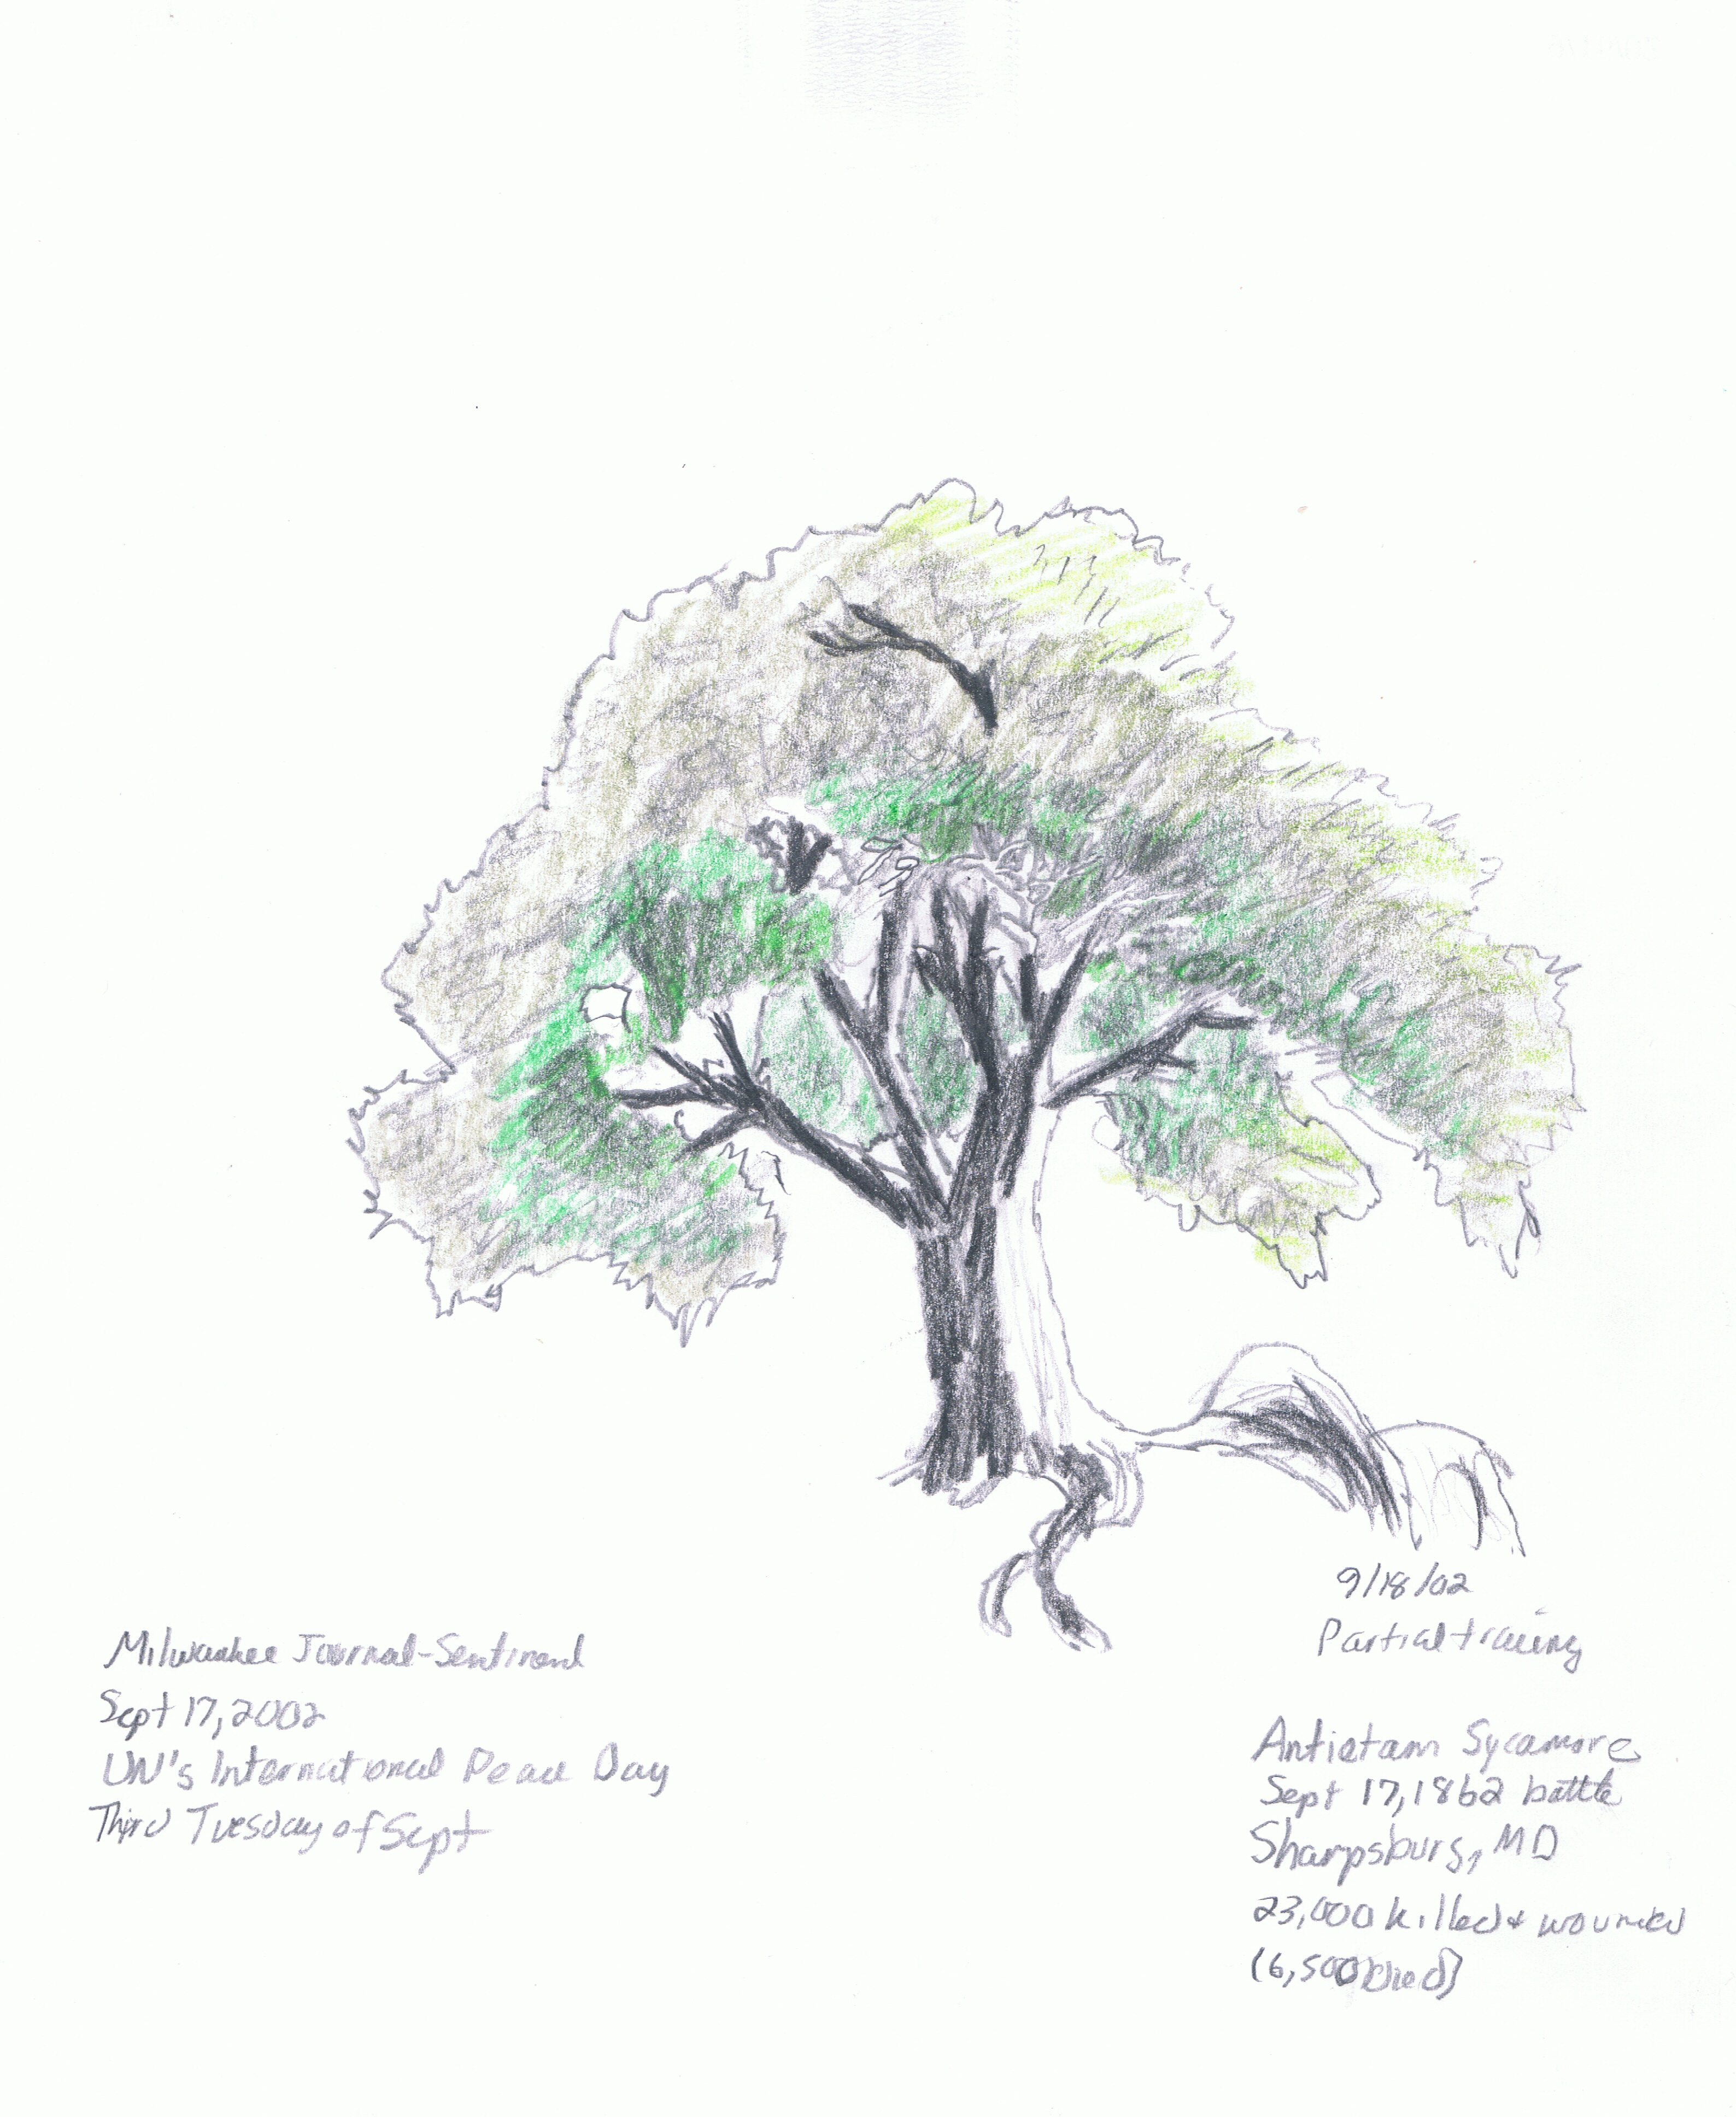 Milwaukee Journal-Sentinel
Sept 17, 2002
UN's International Peace Day
Third Tuesday of Sept
9/18/02
Partial tracing
Antietam Sycamore
Sept 17, 1862 battle
Sharpsburg, MD
23,000 killed & wounded
(6,500 died)